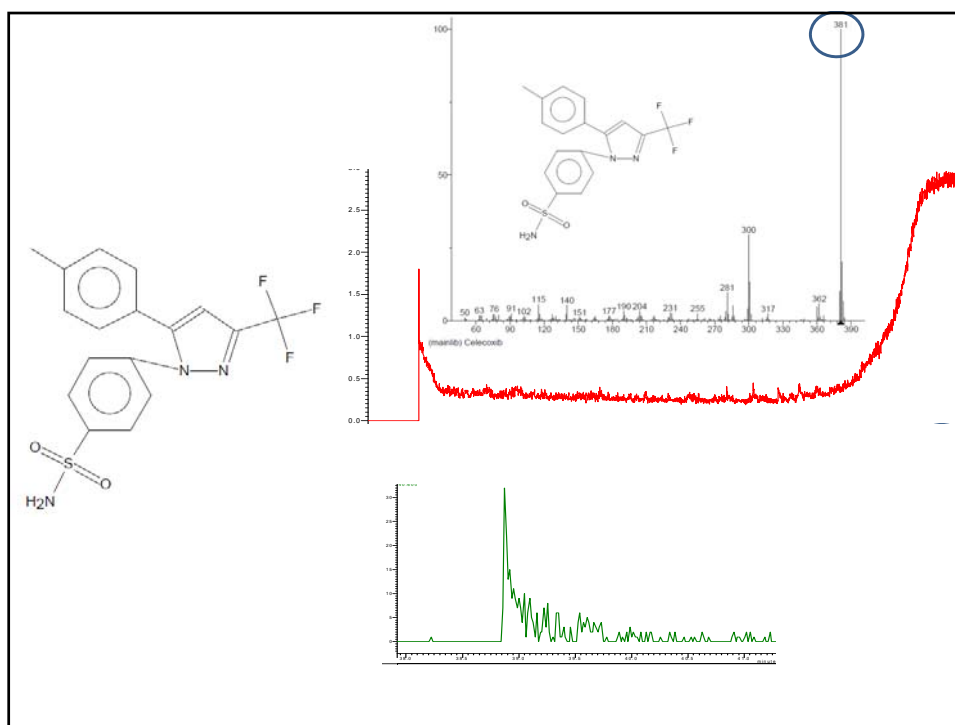 F
F
F
N
N
S
O
O
H2N
100
50
0
381
300
281
317
362
50 63 76 91 102 115 140 151 177 190 204 231 255
F
F
F
N
N
S
O
O
H2N
60 90 120 150 180 210 240 270 300 330 360 390
(mainlib) Celecoxib
2.5
2.0
1.5
1.0
0.5
0.0